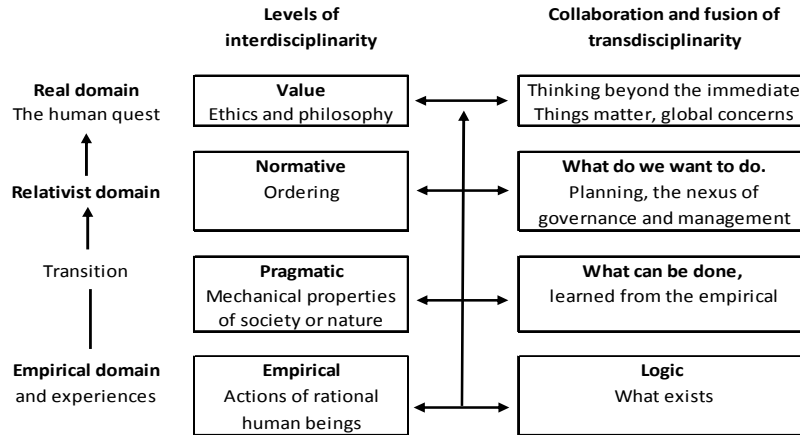 Levels of
interdisciplinarity
Collaboration and fusion of
transdisciplinarity
Real domain
The human quest
Value
Ethics and philosophy
Thinking beyond the immediate
Things matter, global concerns
Relativist domain
Normative
Ordering
What do we want to do.
Planning, the nexus of
governance and management
Transition
Pragmatic
Mechanical properties
of society or nature
What can be done,
learned from the empirical
Empirical domain
and experiences
Empirical
Actions of rational
human beings
Logic
What exists